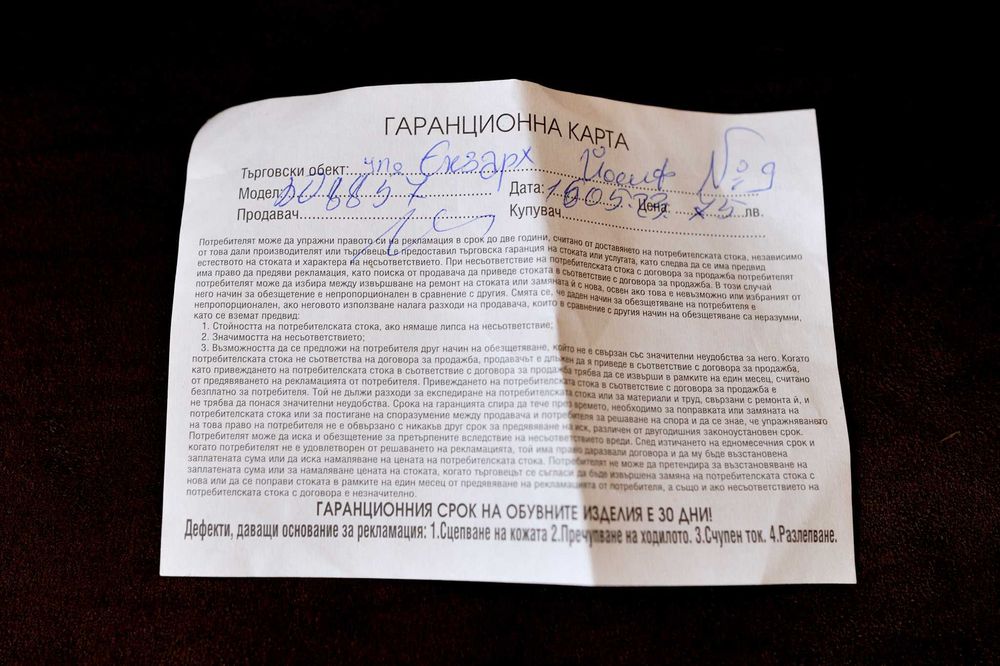 ГАРАНЦИОННА КАРТА
Търговски обект: ул. Екзарх Йосиф № 9
Модел: Дата: 16.05.23 Цена: 75 лв.
Продавач Купувач
Потребителят може да упражни правото си на рекламация в срок до две години, считано от доставянето на потребителската стока, независимо
от това дали производителят или търговецът е предоставил търговска гаранция на стоката или услугата, като следва да се има предвид
естеството на стоката и характера на несъответствието. При несъответствие на потребителската стока с договора за продажба потребителят
има право да предяви рекламация, като поиска от продавача да приведе стоката в съответствие с договора за продажба. В този случай
потребителят може да избира между извършване на ремонт на стоката или замяната ѝ с нова, освен ако това е невъзможно или избраният от
него начин за обезщетение е непропорционален в сравнение с другия. Смята се, че даден начин за обезщетяване на потребителя е
непропорционален, ако неговото използване налага разходи на продавача, които в сравнение с другия начин на обезщетяване са неразумни,
като се вземат предвид:
1. Стойността на потребителската стока, ако нямаше липса на несъответствие;
2. Значимостта на несъответствието;
3. Възможността да се предложи на потребителя друг начин на обезщетяване, който не е свързан със значителни неудобства за него. Когато
потребителската стока не съответства на договора за продажба, продавачът е длъжен да я приведе в съответствие с договора за продажба,
като привеждането на потребителската стока в съответствие с договора за продажба трябва да се извърши в рамките на един месец, считано
от предявяването на рекламацията от потребителя. Привеждането на потребителската стока в съответствие с договора за продажба е
безплатно за потребителя. Той не дължи разходи за експедиране на потребителската стока или за материали и труд, свързани с ремонта ѝ, и
не трябва да понася значителни неудобства. Срока на гаранцията спира да тече през времето, необходимо за поправката или замяната на
потребителската стока или за постигане на споразумение между продавача и потребителя за решаване на спора и да се знае, че упражняването
на това право на потребителя не е обвързано с никакъв друг срок за предявяване на иск, различен от двугодишния законоустановен срок.
Потребителят може да иска и обезщетение за претърпените вследствие на несъответствието вреди. След изтичането на едномесечния срок и
когато потребителят не е удовлетворен от решаването на рекламацията, той има право даразвали договора и да му бъде възстановена
заплатената сума или да иска намаляване на цената на потребителската стока. Потребителят не може да претендира за възстановяване на
заплатената сума или за намаляване цената на стоката, когато търговецът се съгласи да бъде извършена замяна на потребителската стока с
нова или да се поправи стоката в рамките на един месец от предявяване на рекламацията от потребителя, а също и ако несъответствието на
потребителската стока с договора е незначително.
ГАРАНЦИОННИЯ СРОК НА ОБУВНИТЕ ИЗДЕЛИЯ Е 30 ДНИ!
Дефекти, даващи основание за рекламация: 1.Сцепване на кожата 2.Пречупване на ходилото. 3.Счупен ток. 4.Разлепване.